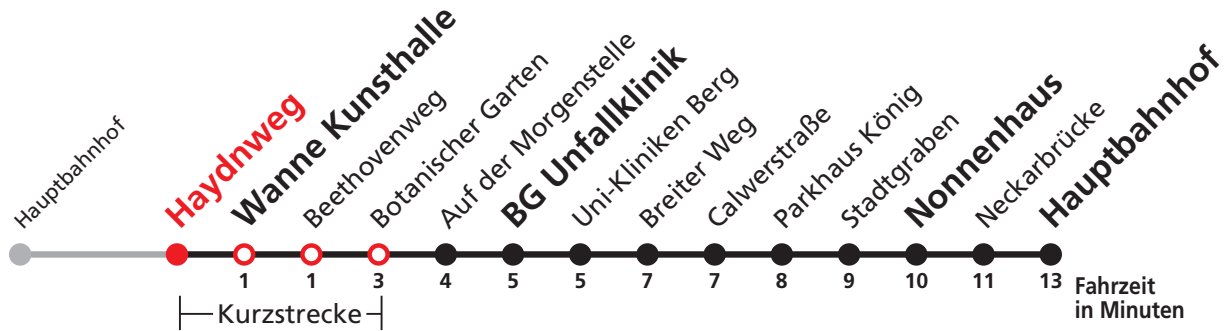 Hauptbahnhof
Haydnweg
Wanne Kunsthalle
Beethovenweg
Botanischer Garten
Auf der Morgenstelle
BG Unfallklinik
Uni-Kliniken Berg
Breiter Weg
Calwerstraße
Parkhaus König
Stadtgraben
Nonnenhaus
Neckarbrücke
Hauptbahnhof
1 1 3 4 5 5 7 7 8 9 10 11 13
Fahrzeit
in Minuten
Kurzstrecke